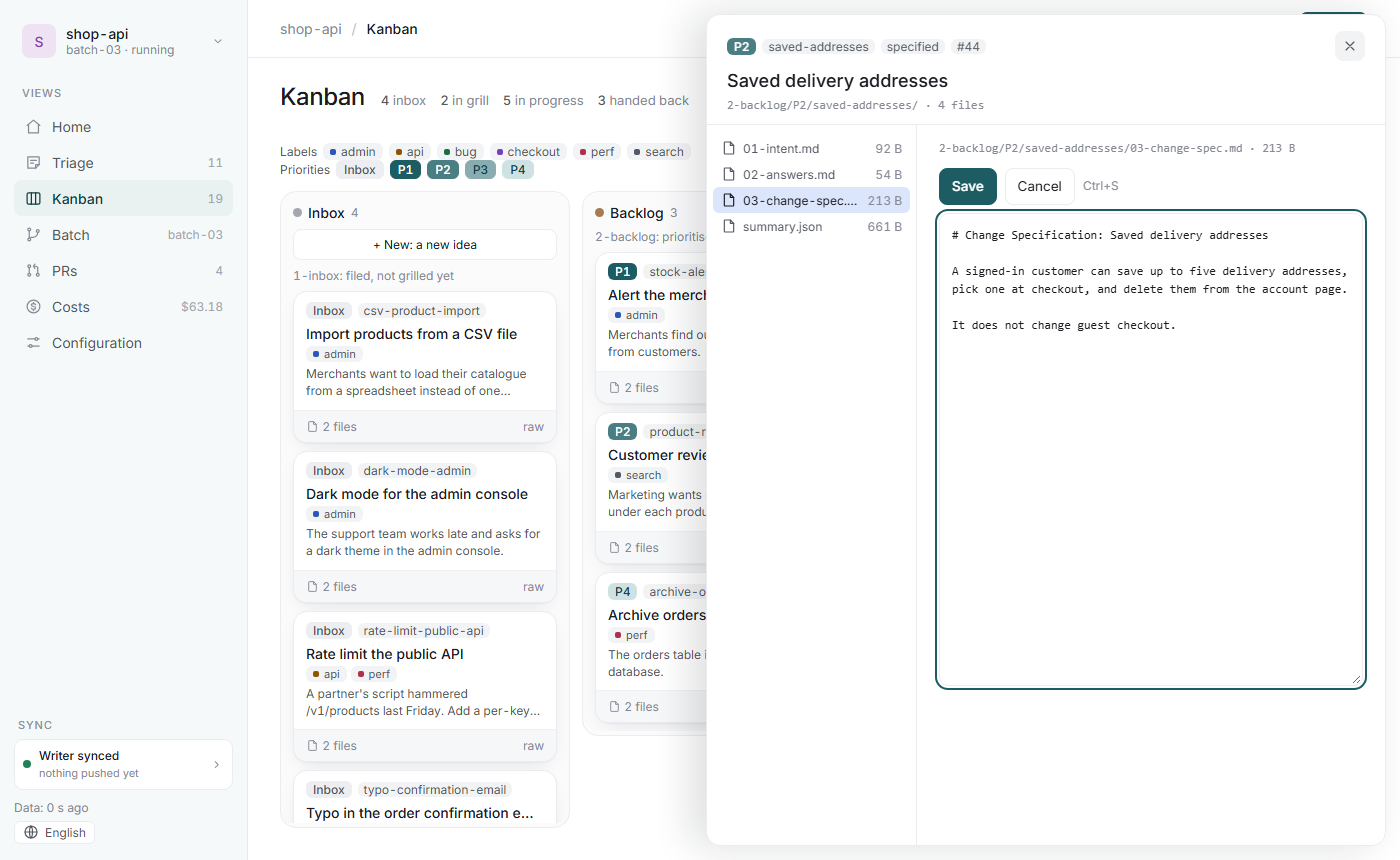 S
shop-api
batch-03 · running
VIEWS
Home
Triage 11
Kanban 19
Batch batch-03
PRs 4
Costs $63.18
Configuration
SYNC
Writer synced
nothing pushed yet
Data: 0 s ago
English
shop-api / Kanban
Kanban 4 inbox 2 in grill 5 in progress 3 handed back
Labels admin api bug checkout perf search
Priorities Inbox P1 P2 P3 P4
Inbox 4
+ New: a new idea
1-inbox: filed, not grilled yet
Inbox csv-product-import
Import products from a CSV file
admin
Merchants want to load their catalogue
from a spreadsheet instead of one...
2 files raw
Inbox dark-mode-admin
Dark mode for the admin console
admin
The support team works late and asks for
a dark theme in the admin console.
2 files raw
Inbox rate-limit-public-api
Rate limit the public API
api perf
A partner's script hammered
/v1/products last Friday. Add a per-key...
2 files raw
Inbox typo-confirmation-email
Typo in the order confirmation e...
Backlog 3
2-backlog:
P1
Alert the
admin
Merchants find
from customers.
2 files
P2
Customer
search
Marketing wants
under each
2 files
P4
Archive orders
perf
The orders table
database.
2 files
P2 saved-addresses specified #44
Saved delivery addresses
2-backlog/P2/saved-addresses/ · 4 files
01-intent.md 92 B
02-answers.md 54 B
03-change-spec.... 213 B
summary.json 661 B
2-backlog/P2/saved-addresses/03-change-spec.md · 213 B
Save Cancel Ctrl+S
# Change Specification: Saved delivery addresses
A signed-in customer can save up to five delivery addresses,
pick one at checkout, and delete them from the account page.
It does not change guest checkout.